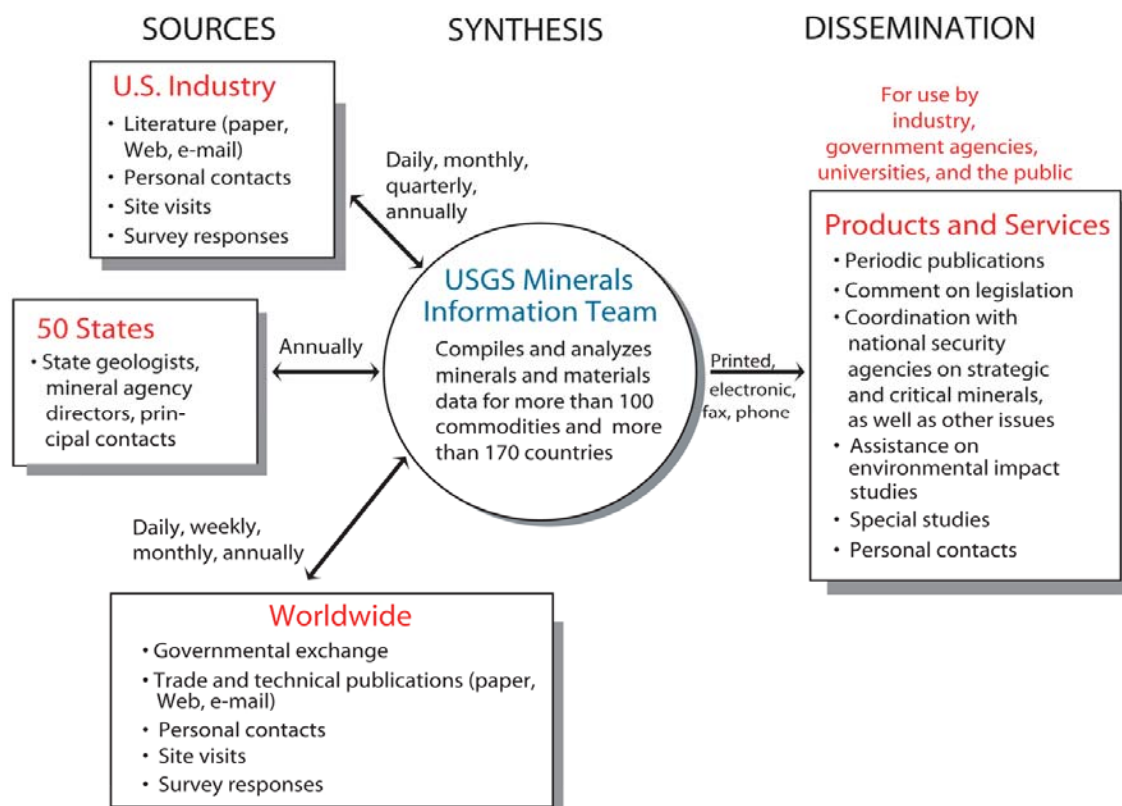 SOURCES
SYNTHESIS
DISSEMINATION
U.S. Industry
• Literature (paper,
Web, e-mail)
• Personal contacts
• Site visits
• Survey responses
Daily, monthly,
quarterly,
annually
50 States
• State geologists,
mineral agency
directors, prin-
cipal contacts
Annually
Daily, weekly,
monthly, annually
Worldwide
• Governmental exchange
• Trade and technical publications (paper,
Web, e-mail)
• Personal contacts
• Site visits
• Survey responses
USGS Minerals
Information Team
Compiles and analyzes
minerals and materials
data for more than 100
commodities and more
than 170 countries
Printed,
electronic,
fax, phone
For use by
industry,
government agencies,
universities, and the public
Products and Services
• Periodic publications
• Comment on legislation
• Coordination with
national security
agencies on strategic
and critical minerals,
as well as other issues
• Assistance on
environmental impact
studies
• Special studies
• Personal contacts